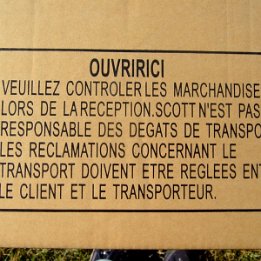 OUVRIRICI
VEUILLEZ CONTROLER LES MARCHANDISE
LORS DE LA RECEPTION. SCOTT N'EST PAS
RESPONSABLE DES DEGATS DE TRANSPO
LES RECLAMATIONS CONCERNANT LE
TRANSPORT DOIVENT ETRE REGLEES ENT
LE CLIENT ET LE TRANSPORTEUR.